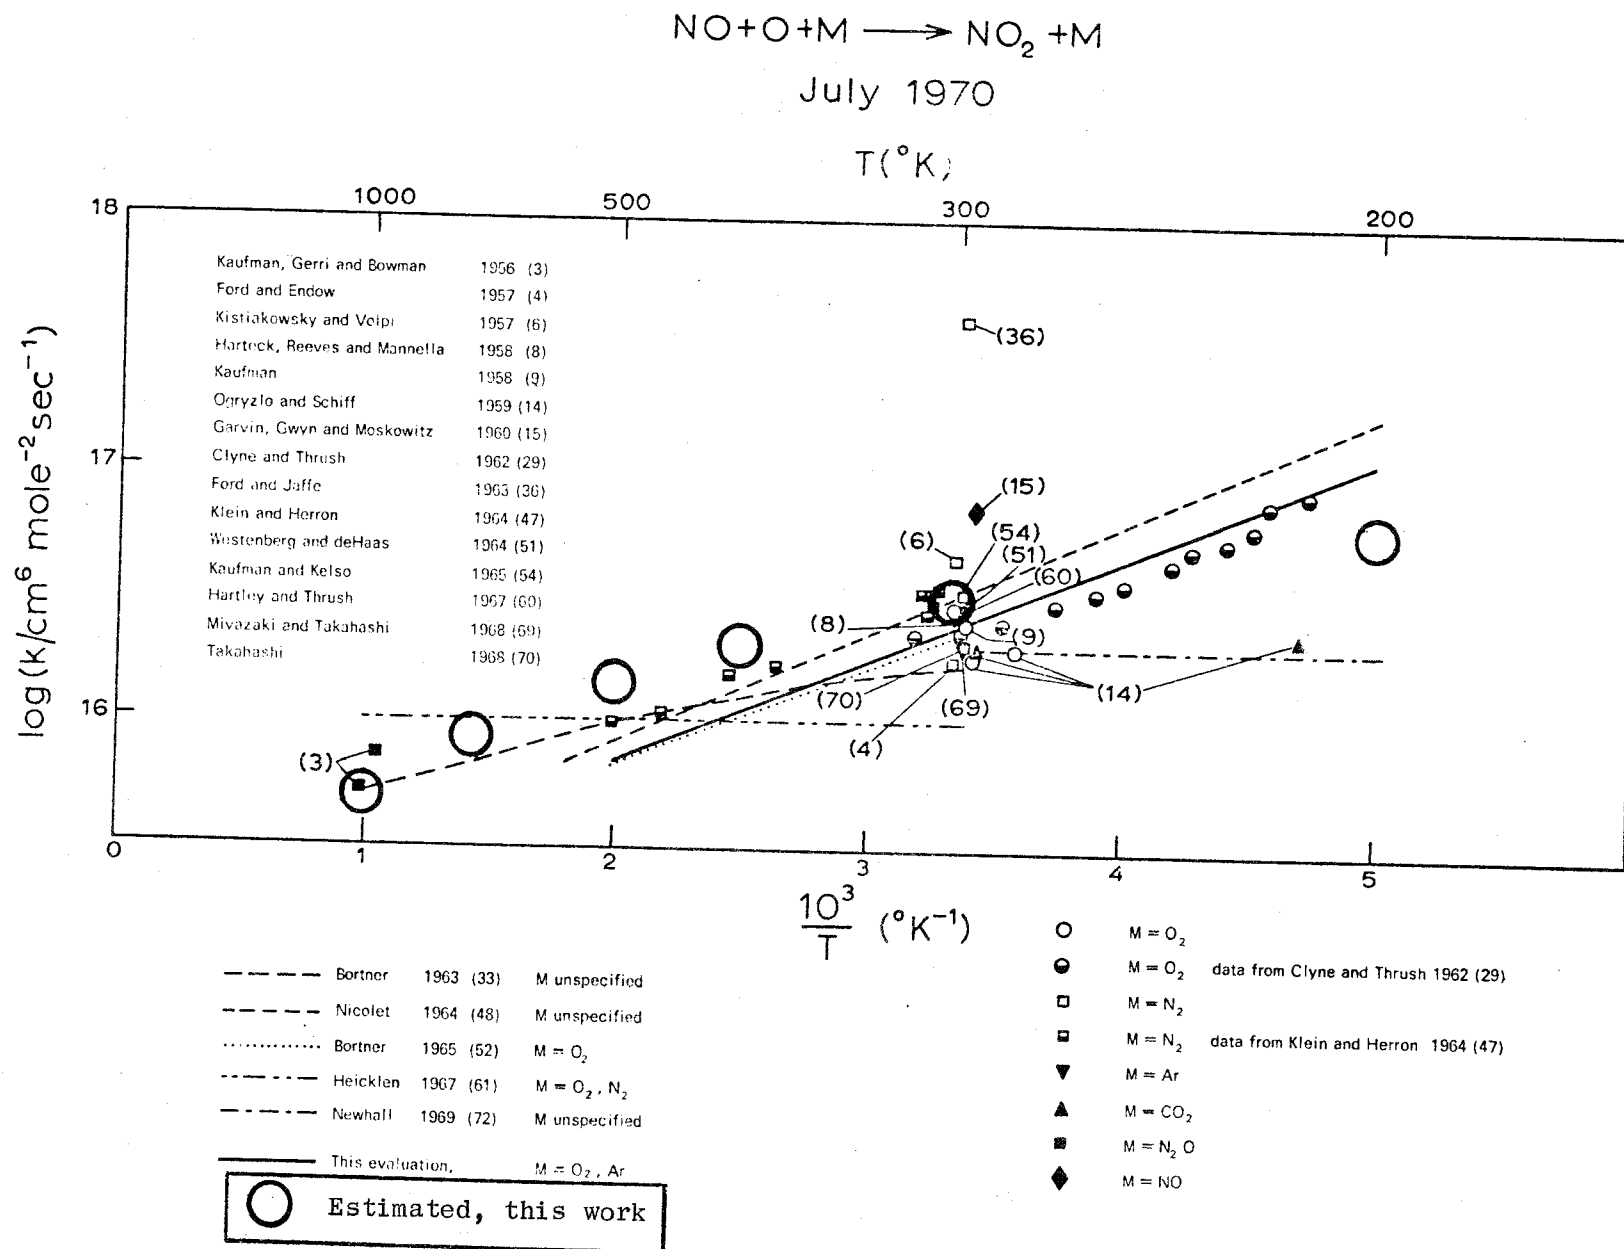 NO+O+M ⟶ NO₂ +M
July 1970
T(°K)
1000 500 300 200
18
17
16
log(k/cm⁶ mole⁻² sec⁻¹)
Kaufman, Gerri and Bowman 1956 (3)
Ford and Endow 1957 (4)
Kistiakowsky and Volpi 1957 (6)
Harteck, Reeves and Mannella 1958 (8)
Kaufman 1958 (9)
Ogryzlo and Schiff 1959 (14)
Garvin, Gwyn and Moskowitz 1960 (15)
Clyne and Thrush 1962 (29)
Ford and Jaffe 1963 (36)
Klein and Herron 1964 (47)
Westenberg and deHaas 1964 (51)
Kaufman and Kelso 1965 (54)
Hartley and Thrush 1967 (60)
Miyazaki and Takahashi 1968 (69)
Takahashi 1968 (70)
(36)
(15)
(6)
(54)
(51)
(60)
(8)
(9)
(70)
(69)
(14)
(4)
(3)
0 1 2 3 4 5
10³/T (°K⁻¹)
Bortner 1963 (33) M unspecified
Nicolet 1964 (48) M unspecified
Bortner 1965 (52) M = O₂
Heicklen 1967 (61) M = O₂, N₂
Newhall 1969 (72) M unspecified
This evaluation, M = O₂, Ar
Estimated, this work
M = O₂
M = O₂ data from Clyne and Thrush 1962 (29)
M = N₂
M = N₂ data from Klein and Herron 1964 (47)
M = Ar
M = CO₂
M = N₂ O
M = NO